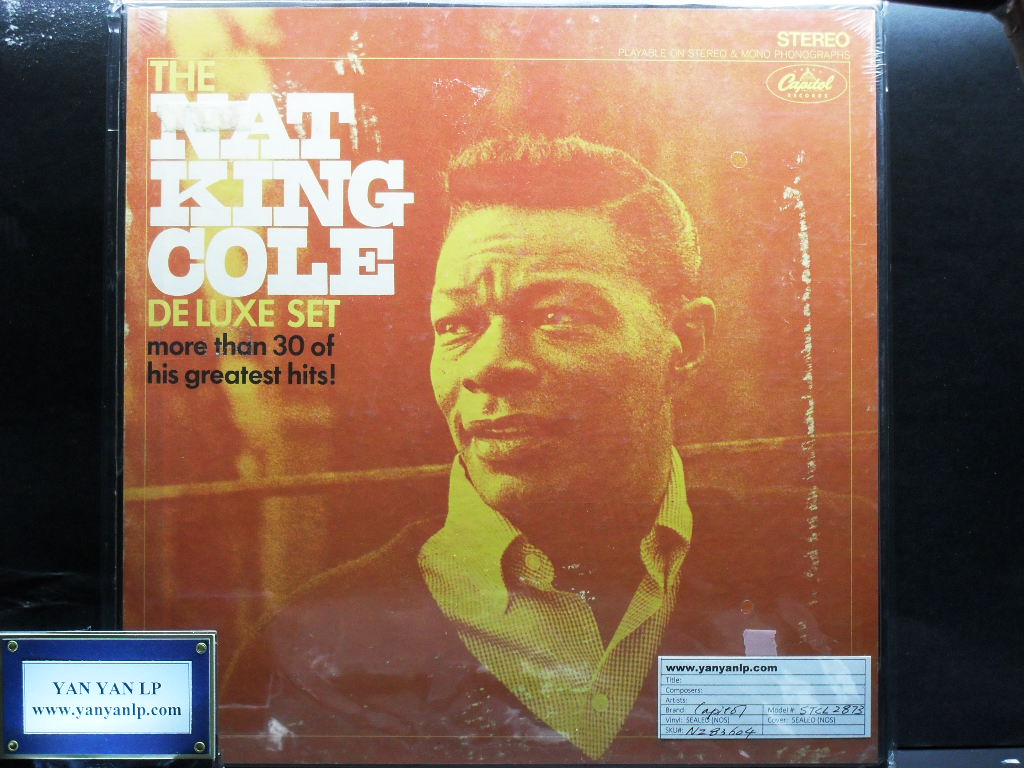 STEREO
PLAYABLE ON STEREO & MONO PHONOGRAPHS
Capitol
RECORDS
THE
NAT
KING
COLE
DE LUXE SET
more than 30 of
his greatest hits!
YAN YAN LP
www.yanyanlp.com
www.yanyanlp.com
Title:
Composers:
Artists:
Brand: Capitol Model #: STCL 2873
Vinyl: SEALED (NOS) Cover: SEALED (NOS)
SKU#: N283604